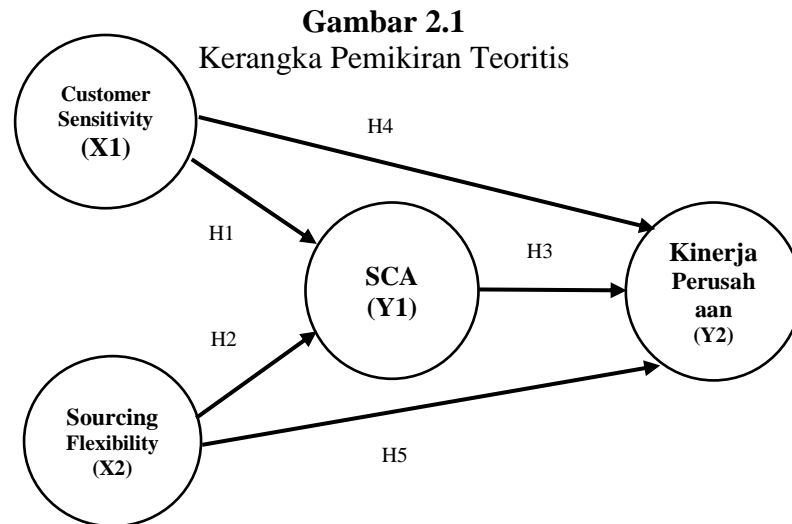 Gambar 2.1
Kerangka Pemikiran Teoritis
Customer
Sensitivity
(X1)
H4
H1
SCA
(Y1)
H3
Kinerja
Perusah
aan
(Y2)
H2
Sourcing
Flexibility
(X2)
H5